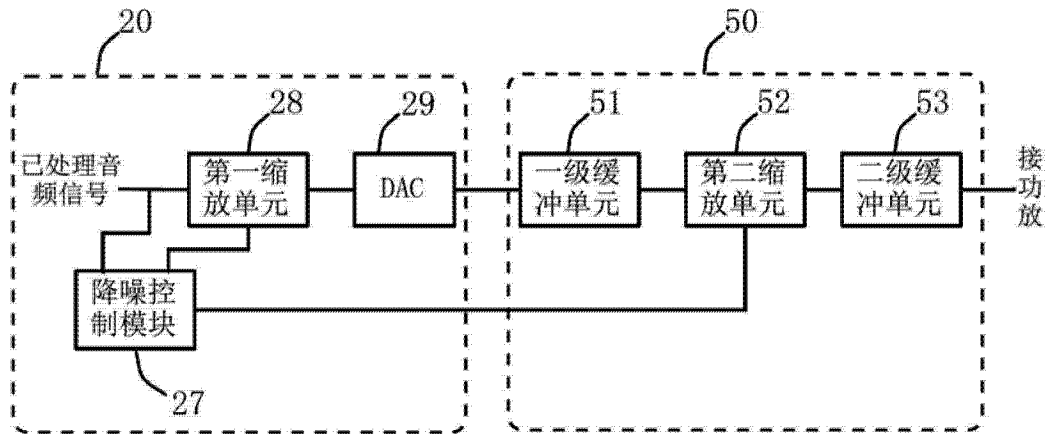 20
50
28
29
51
52
53
已处理音
频信号
第一缩
放单元
DAC
一级缓
冲单元
第二缩
放单元
二级缓
冲单元
接
功
放
降噪控
制模块
27